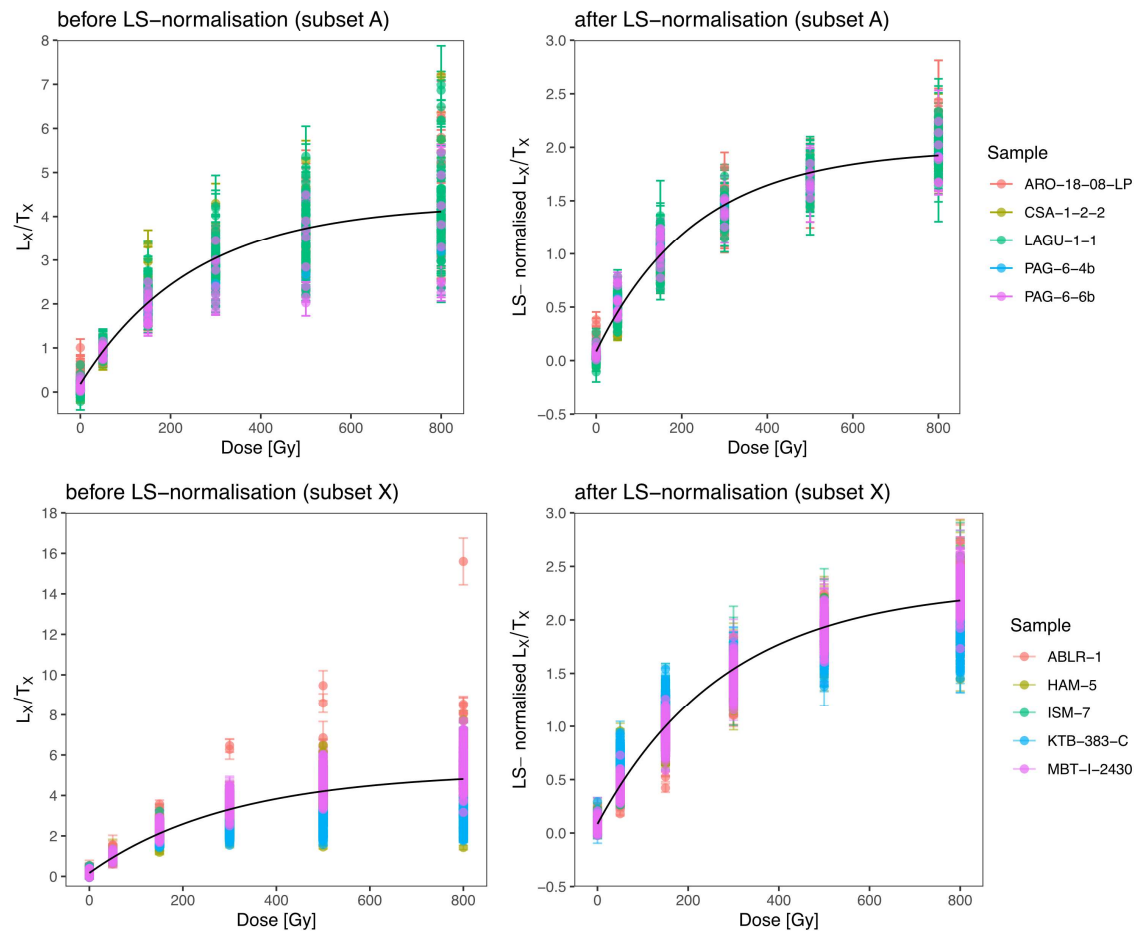 before LS−normalisation (subset A)
8
7
6
5
4
3
2
1
0
LX/TX
0
200
400
600
800
Dose [Gy]
after LS−normalisation (subset A)
3.0
2.5
2.0
1.5
1.0
0.5
0.0
−0.5
LS− normalised LX/TX
0
200
400
600
800
Dose [Gy]
Sample
ARO−18−08−LP
CSA−1−2−2
LAGU−1−1
PAG−6−4b
PAG−6−6b
before LS−normalisation (subset X)
18
16
14
12
10
8
6
4
2
0
LX/TX
0
200
400
600
800
Dose [Gy]
after LS−normalisation (subset X)
3.0
2.5
2.0
1.5
1.0
0.5
0.0
−0.5
LS− normalised LX/TX
0
200
400
600
800
Dose [Gy]
Sample
ABLR−1
HAM−5
ISM−7
KTB−383−C
MBT−I−2430